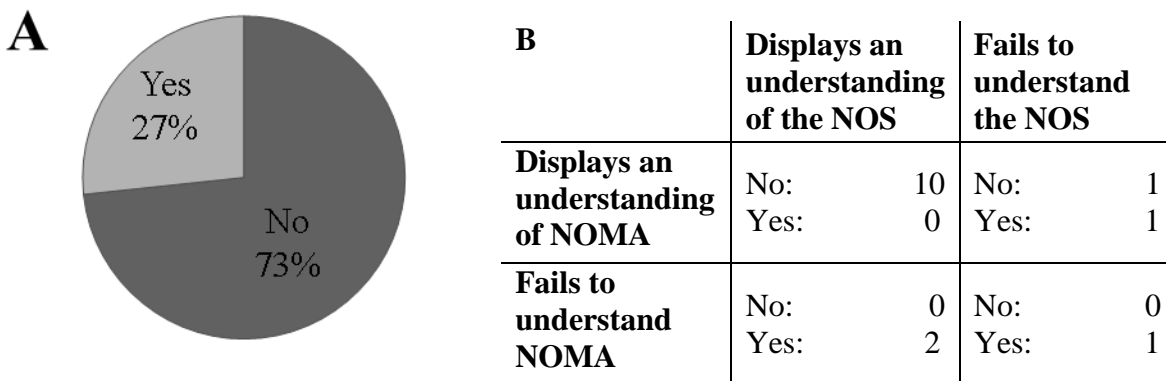 A
Yes
27%
No
73%
B
Displays an understanding of the NOS
Fails to understand the NOS
Displays an understanding of NOMA
No: 10
Yes: 0
No: 1
Yes: 1
Fails to understand NOMA
No: 0
Yes: 2
No: 0
Yes: 1